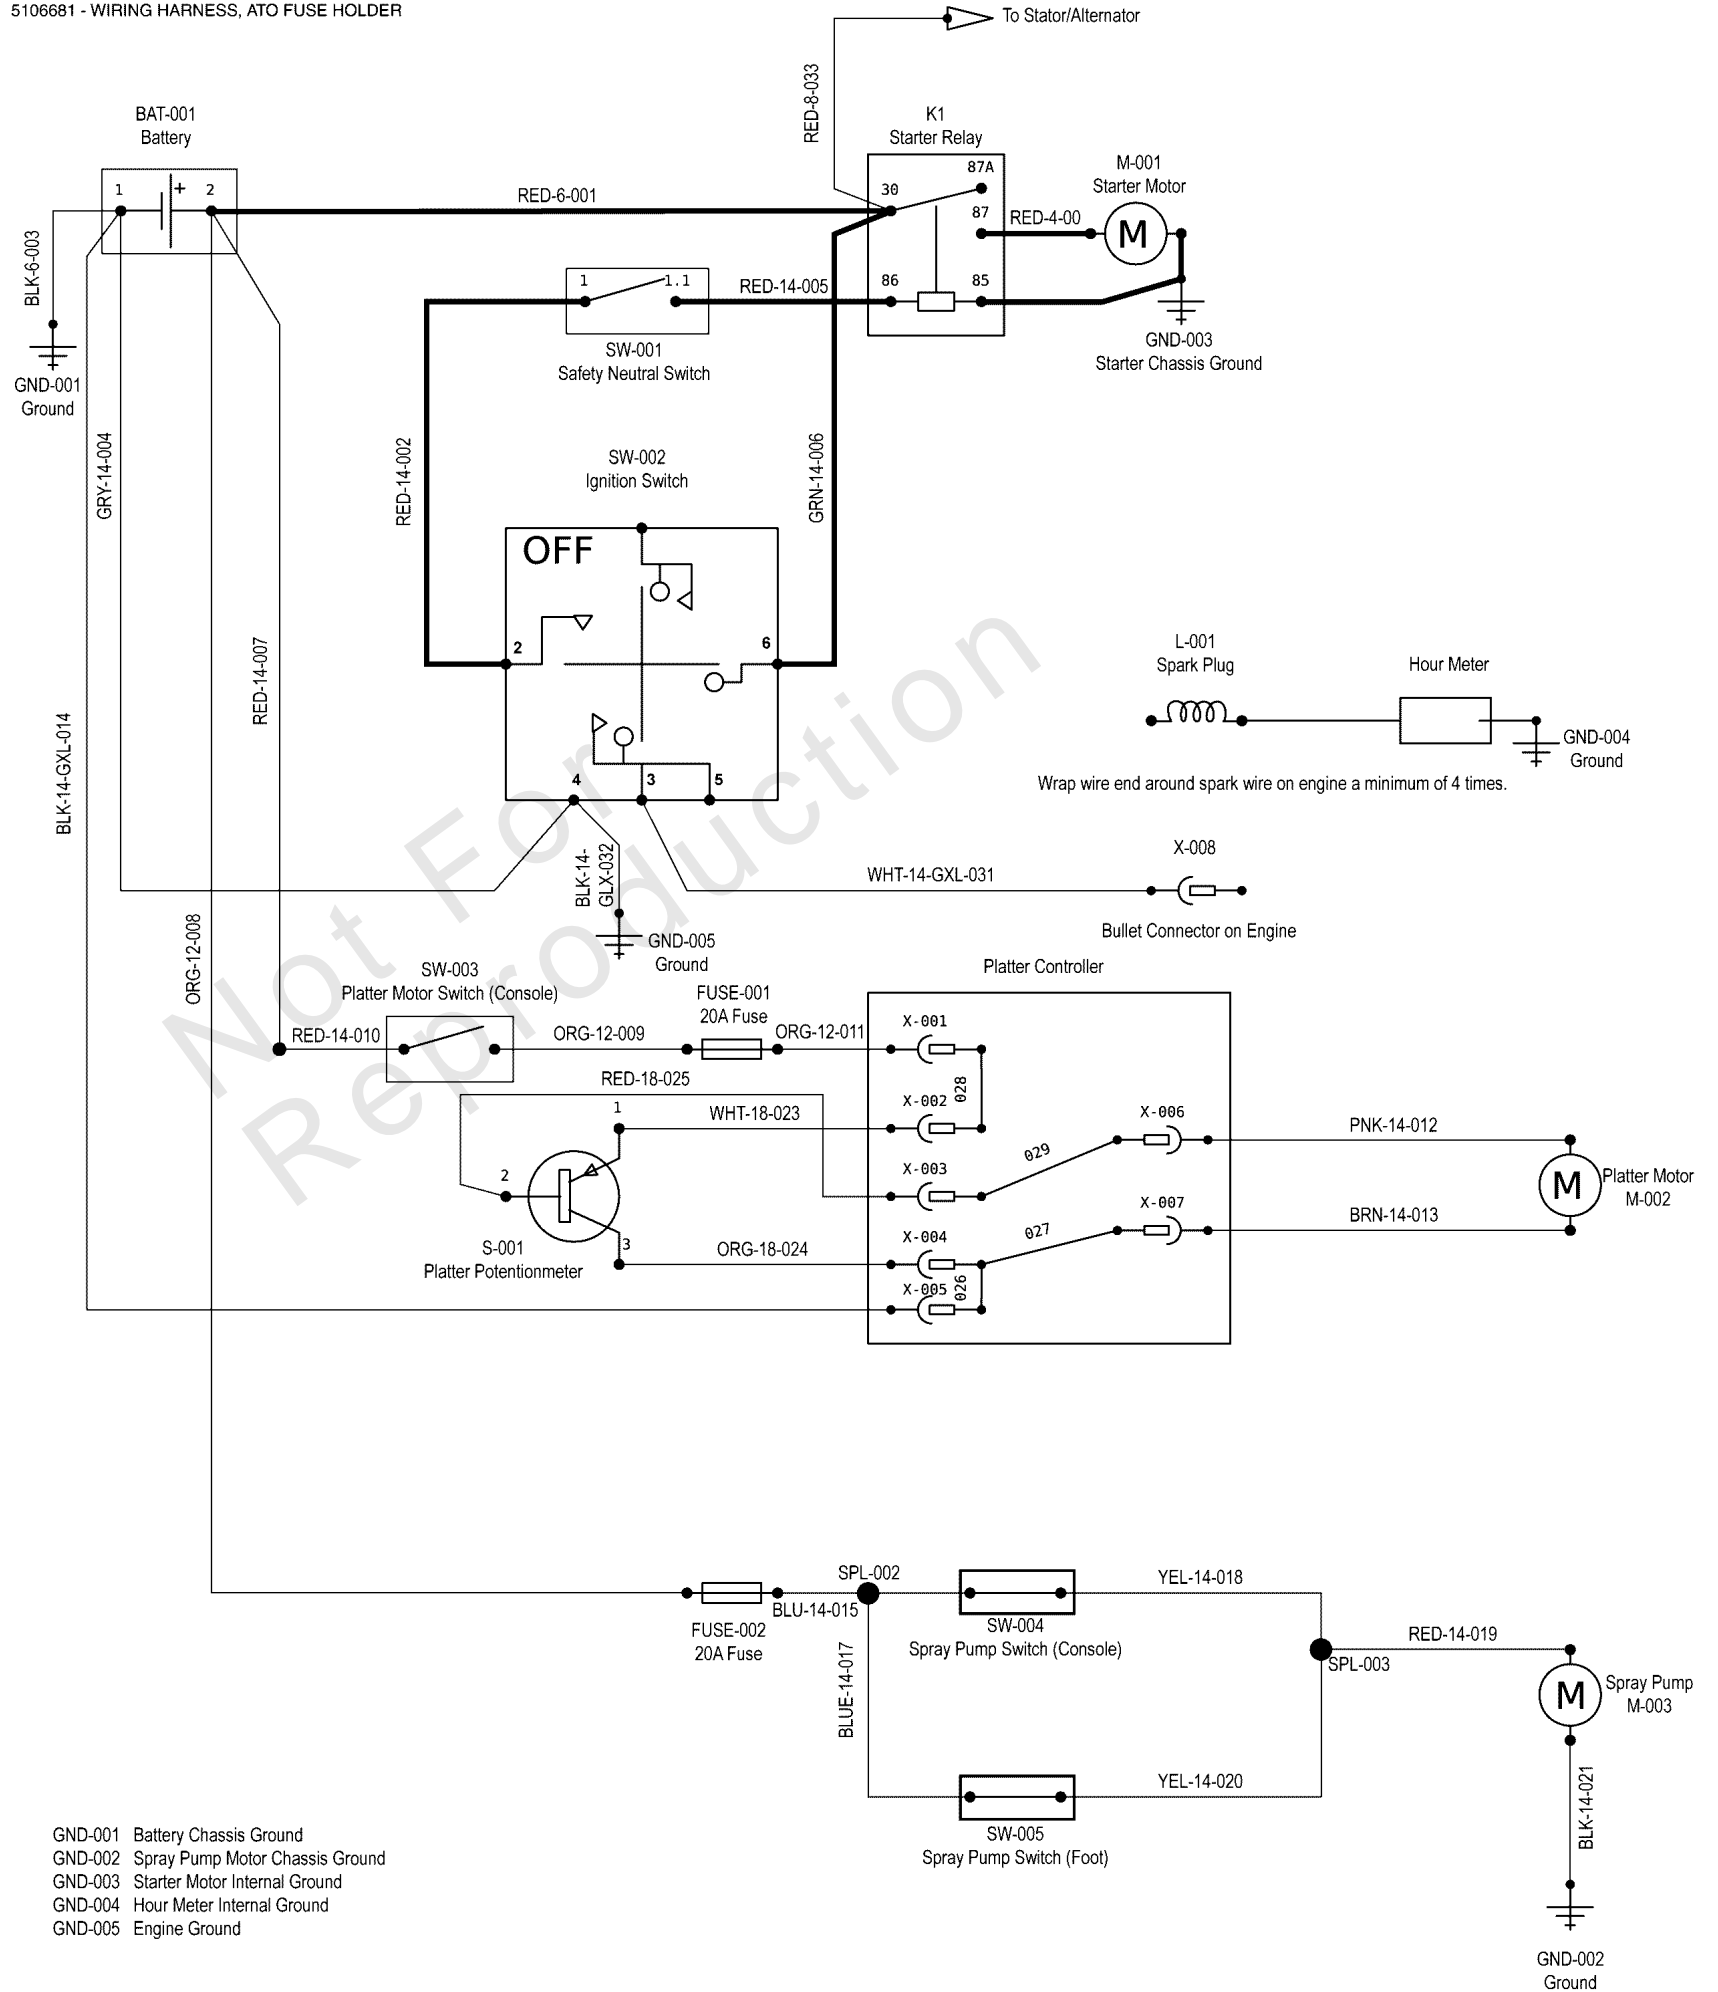 5106681 - WIRING HARNESS, ATO FUSE HOLDER
To Stator/Alternator
RED-8-033
BAT-001
Battery
1
+
2
RED-6-001
K1
Starter Relay
87A
30
87
86
85
RED-4-00
M-001
Starter Motor
M
GND-003
Starter Chassis Ground
BLK-6-003
GND-001
Ground
1
1.1
RED-14-005
SW-001
Safety Neutral Switch
GRY-14-004
RED-14-002
GRN-14-006
SW-002
Ignition Switch
OFF
2
6
4
3
5
RED-14-007
BLK-14-GXL-014
L-001
Spark Plug
Hour Meter
GND-004
Ground
Wrap wire end around spark wire on engine a minimum of 4 times.
BLK-14-
GLX-032
GND-005
Ground
WHT-14-GXL-031
X-008
Bullet Connector on Engine
ORG-12-008
SW-003
Platter Motor Switch (Console)
RED-14-010
ORG-12-009
FUSE-001
20A Fuse
ORG-12-011
Platter Controller
X-001
028
X-002
X-003
029
X-004
027
X-005
026
X-006
X-007
RED-18-025
WHT-18-023
1
2
3
S-001
Platter Potentionmeter
ORG-18-024
PNK-14-012
BRN-14-013
M
Platter Motor
M-002
FUSE-002
20A Fuse
BLU-14-015
SPL-002
BLUE-14-017
SW-004
Spray Pump Switch (Console)
YEL-14-018
SPL-003
RED-14-019
M
Spray Pump
M-003
SW-005
Spray Pump Switch (Foot)
YEL-14-020
BLK-14-021
GND-002
Ground
GND-001 Battery Chassis Ground
GND-002 Spray Pump Motor Chassis Ground
GND-003 Starter Motor Internal Ground
GND-004 Hour Meter Internal Ground
GND-005 Engine Ground
Not For
Reproduction